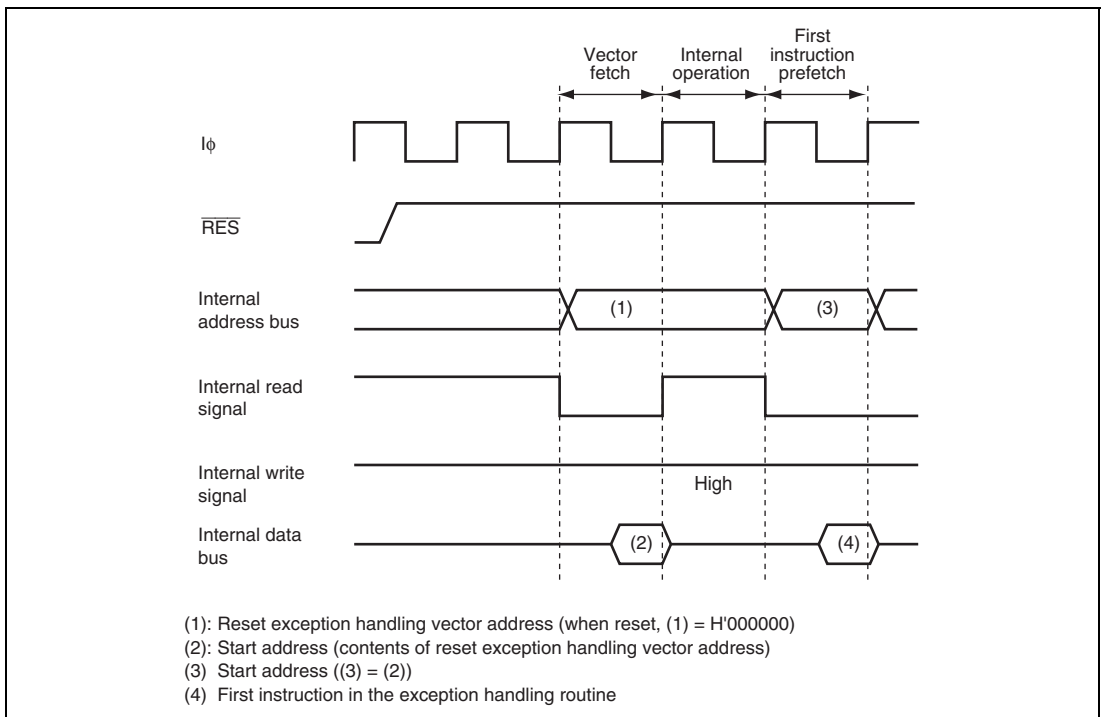 Vector
fetch
Internal
operation
First
instruction
prefetch
Iϕ
RES
Internal
address bus
(1)
(3)
Internal read
signal
Internal write
signal
High
Internal data
bus
(2)
(4)
(1): Reset exception handling vector address (when reset, (1) = H'000000)
(2): Start address (contents of reset exception handling vector address)
(3) Start address ((3) = (2))
(4) First instruction in the exception handling routine